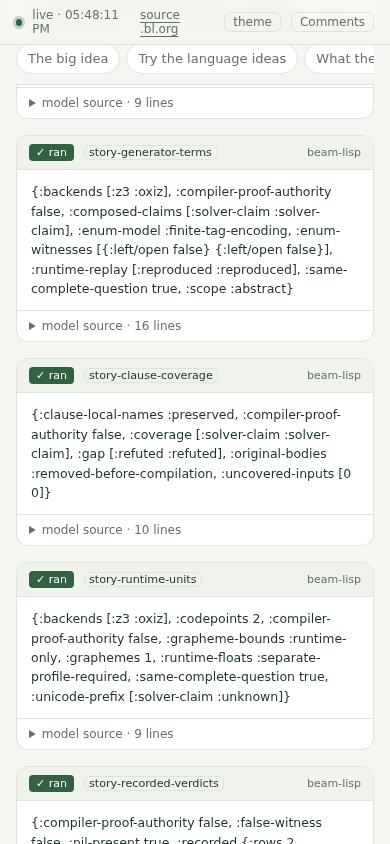 live · 05:48:11 PM
source .bl.org
theme
Comments
The big idea
Try the language ideas
What the
▶ model source · 9 lines
✓ ran
story-generator-terms
beam-lisp
{:backends [:z3 :oxiz], :compiler-proof-authority
false, :composed-claims [:solver-claim :solver-
claim], :enum-model :finite-tag-encoding, :enum-
witnesses [{:left/open false} {:left/open false}],
:runtime-replay [:reproduced :reproduced], :same-
complete-question true, :scope :abstract}
▶ model source · 16 lines
✓ ran
story-clause-coverage
beam-lisp
{:clause-local-names :preserved, :compiler-proof-
authority false, :coverage [:solver-claim :solver-
claim], :gap [:refuted :refuted], :original-bodies
:removed-before-compilation, :uncovered-inputs [0
0]}
▶ model source · 10 lines
✓ ran
story-runtime-units
beam-lisp
{:backends [:z3 :oxiz], :codepoints 2, :compiler-
proof-authority false, :grapheme-bounds :runtime-
only, :graphemes 1, :runtime-floats :separate-
profile-required, :same-complete-question true,
:unicode-prefix [:solver-claim :unknown]}
▶ model source · 9 lines
✓ ran
story-recorded-verdicts
beam-lisp
{:compiler-proof-authority false, :false-witness
false, :nil-present true, :recorded {:rows 2